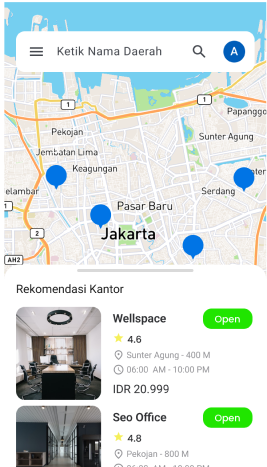 Ketik Nama Daerah
A
1
1
Papanggo
Pekojan
Sunter Agung
Jembatan Lima
Keagungan
Serdang
elambar
Pasar Baru
2
Jakarta
AH2
1
Rekomendasi Kantor
Wellspace
Open
4.6
Sunter Agung - 400 M
06:00 AM - 10:00 PM
IDR 20.999
Seo Office
Open
4.8
Pekojan - 800 M